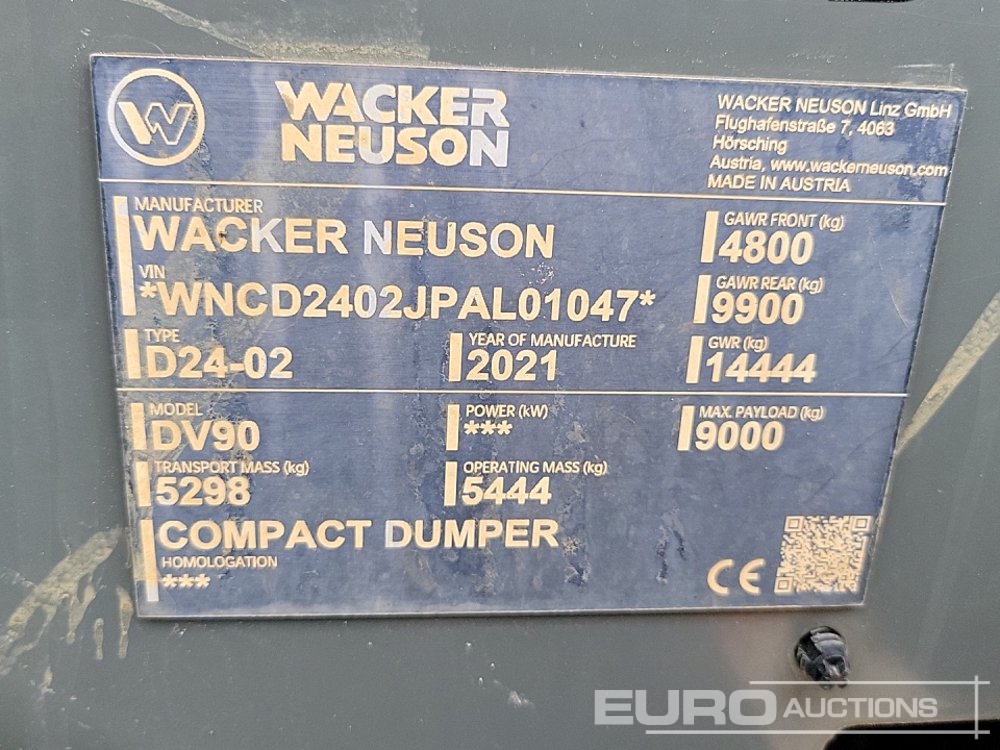 W
WACKER
NEUSON
WACKER NEUSON Linz GmbH
Flughafenstraße 7, 4063
Hörsching
Austria, www.wackerneuson.com
MADE IN AUSTRIA
MANUFACTURER
WACKER NEUSON
GAWR FRONT (kg)
4800
VIN
*WNCD2402JPAL01047*
GAWR REAR (kg)
9900
TYPE
D24-02
YEAR OF MANUFACTURE
2021
GWR (kg)
14444
MODEL
DV90
POWER (kW)
***
MAX. PAYLOAD (kg)
9000
TRANSPORT MASS (kg)
5298
OPERATING MASS (kg)
5444
COMPACT DUMPER
HOMOLOGATION
***
CE
EURO AUCTIONS